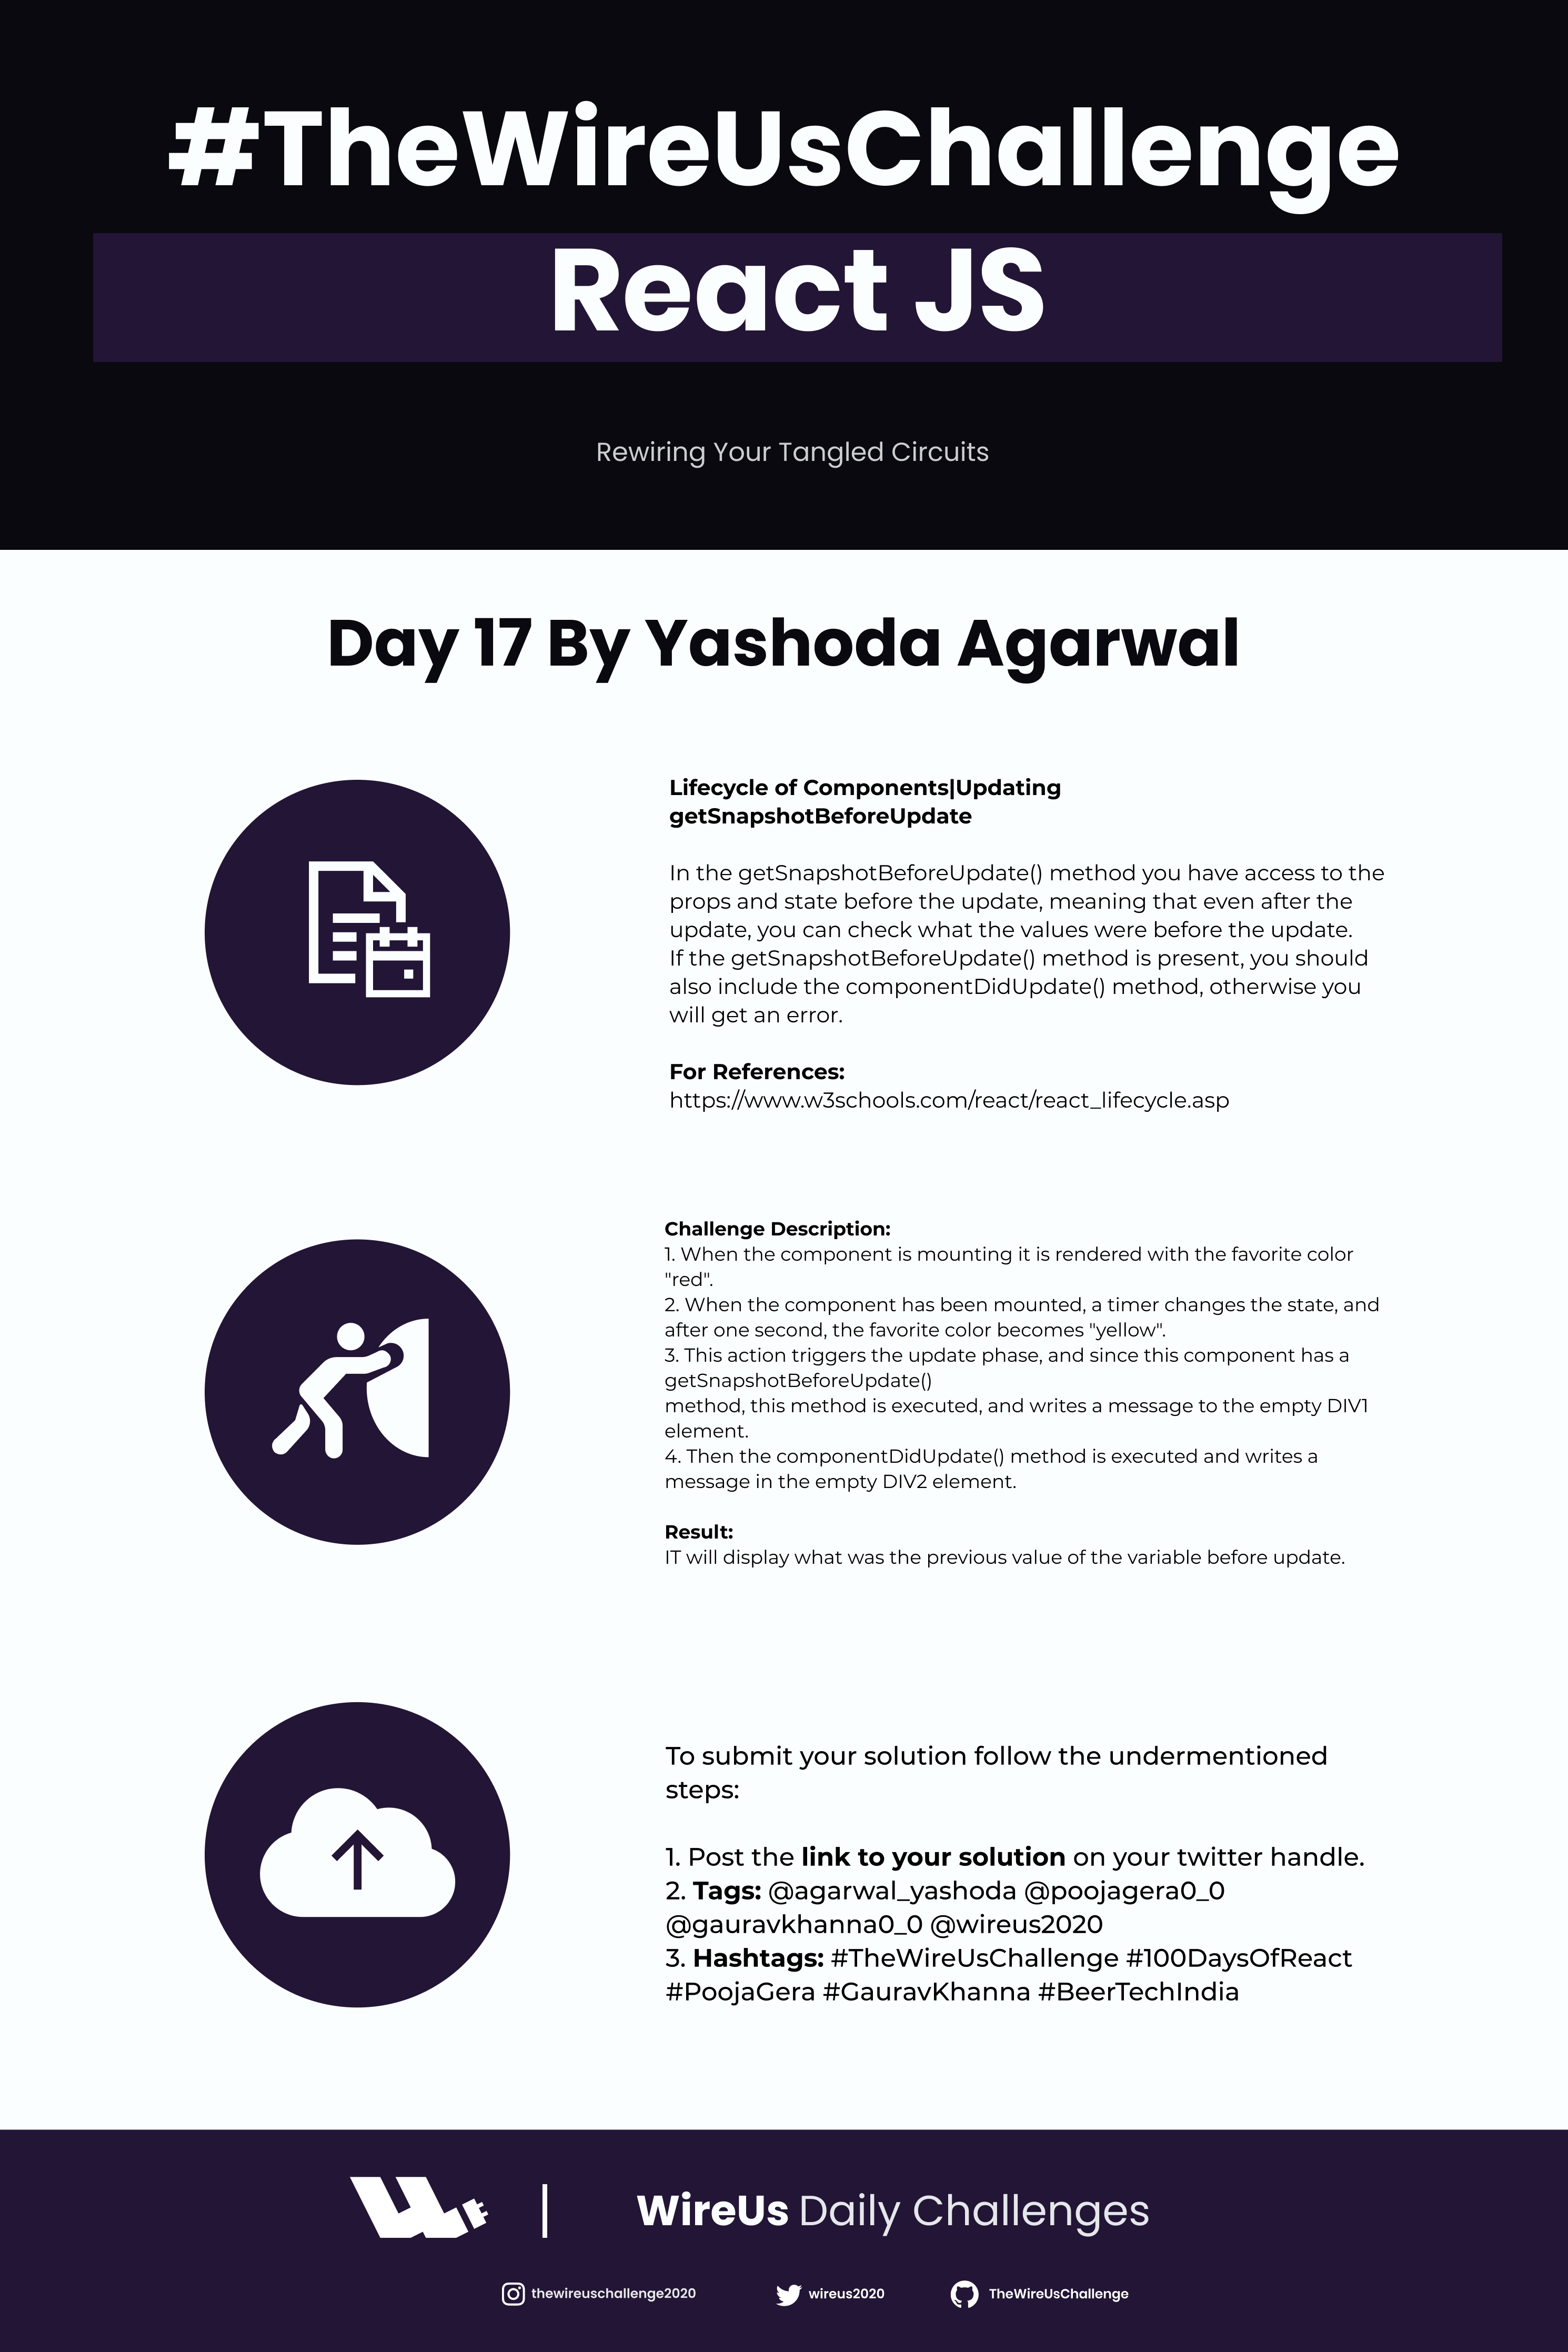 #TheWireUsChallenge
React JS
Rewiring Your Tangled Circuits
Day 17 By Yashoda Agarwal
Lifecycle of Components|Updating
getSnapshotBeforeUpdate
In the getSnapshotBeforeUpdate() method you have access to the
props and state before the update, meaning that even after the
update, you can check what the values were before the update.
If the getSnapshotBeforeUpdate() method is present, you should
also include the componentDidUpdate() method, otherwise you
will get an error.
For References:
https://www.w3schools.com/react/react_lifecycle.asp
Challenge Description:
1. When the component is mounting it is rendered with the favorite color
"red".
2. When the component has been mounted, a timer changes the state, and
after one second, the favorite color becomes "yellow".
3. This action triggers the update phase, and since this component has a
getSnapshotBeforeUpdate()
method, this method is executed, and writes a message to the empty DIV1
element.
4. Then the componentDidUpdate() method is executed and writes a
message in the empty DIV2 element.
Result:
IT will display what was the previous value of the variable before update.
To submit your solution follow the undermentioned
steps:
1. Post the link to your solution on your twitter handle.
2. Tags: @agarwal_yashoda @poojagera0_0
@gauravkhanna0_0 @wireus2020
3. Hashtags: #TheWireUsChallenge #100DaysOfReact
#PoojaGera #GauravKhanna #BeerTechIndia
WireUs Daily Challenges
thewireuschallenge2020
wireus2020
TheWireUsChallenge